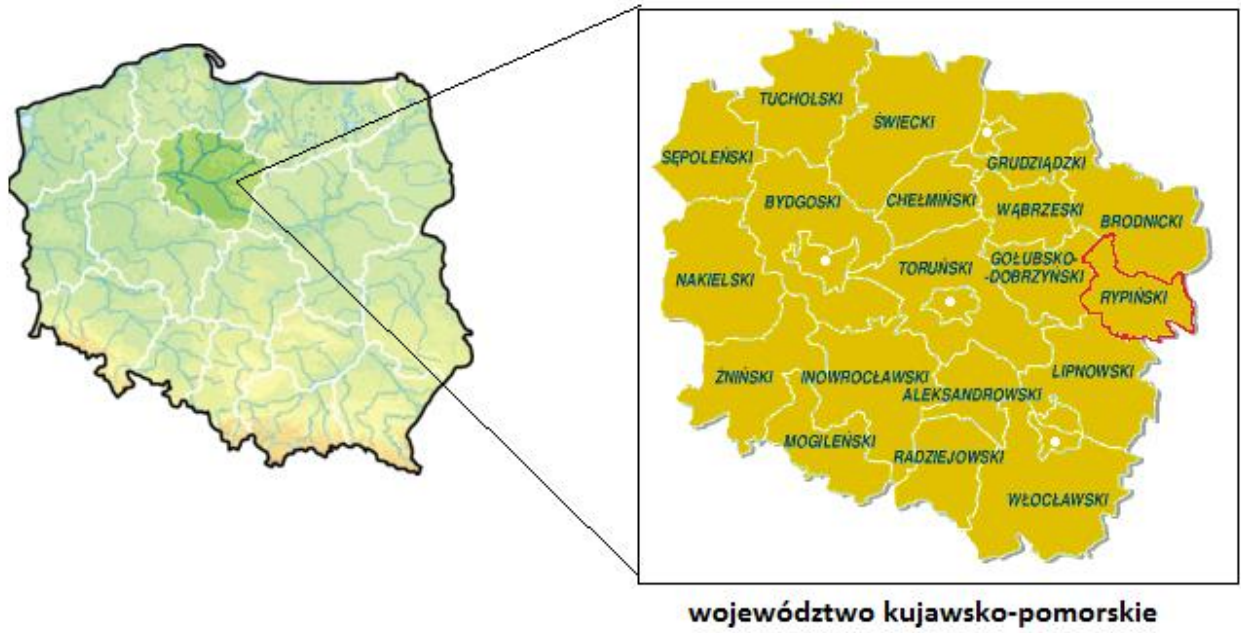 TUCHOLSKI
ŚWIECKI
SĘPOLEŃSKI
GRUDZIĄDZKI
BYDGOSKI
CHEŁMIŃSKI
WĄBRZESKI
BRODNICKI
NAKIELSKI
TORUŃSKI
GOŁUBSKO-
-DOBRZYŃSKI
RYPIŃSKI
ŻNIŃSKI
INOWROCŁAWSKI
ALEKSANDROWSKI
LIPNOWSKI
MOGILEŃSKI
RADZIEJOWSKI
WŁOCŁAWSKI
województwo kujawsko-pomorskie